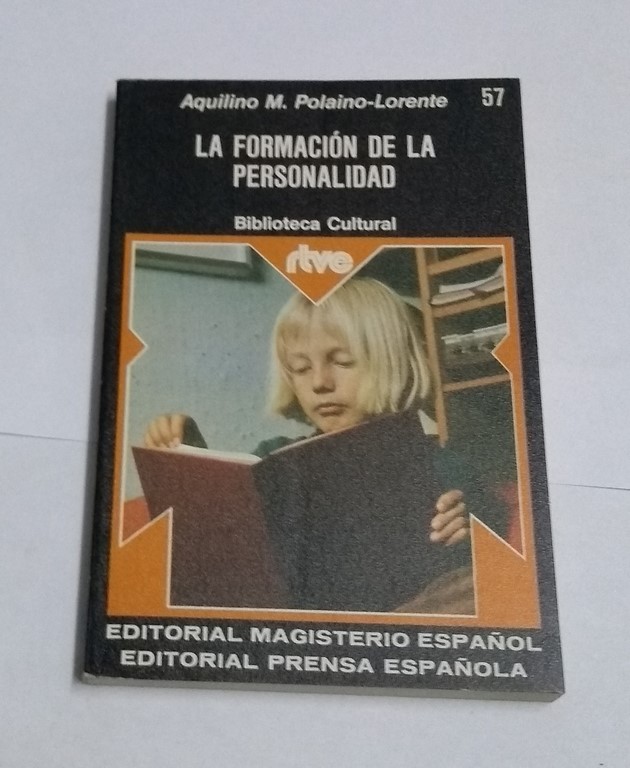 Aquilino M. Polaino-Lorente 57
LA FORMACIÓN DE LA
PERSONALIDAD
Biblioteca Cultural
rtve
EDITORIAL MAGISTERIO ESPAÑOL
EDITORIAL PRENSA ESPAÑOLA